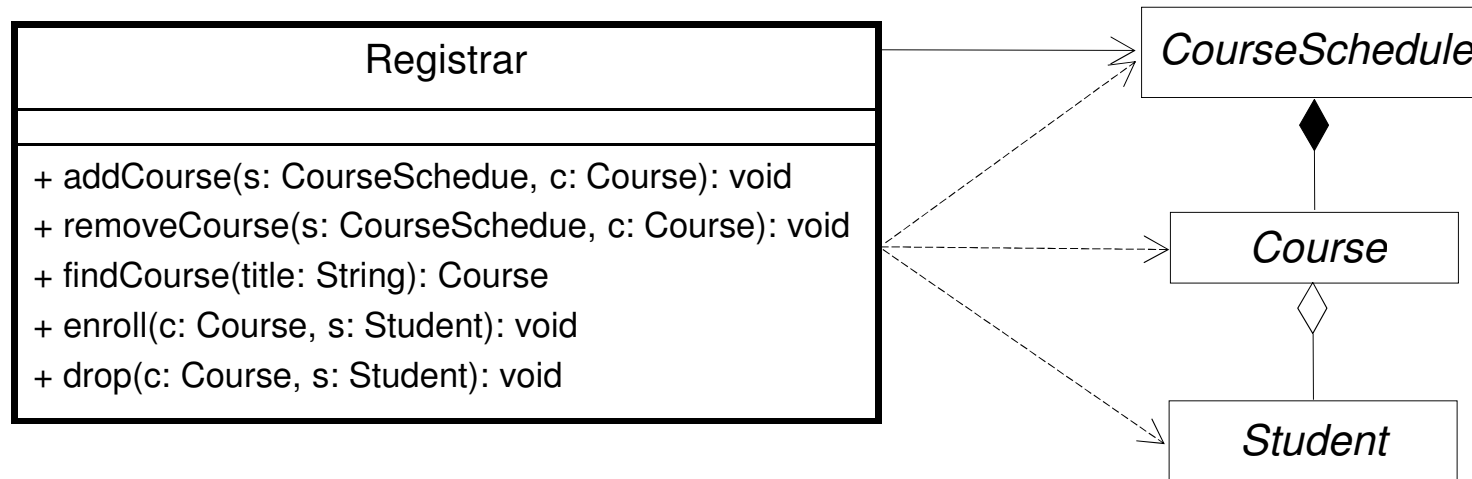 Registrar
+ addCourse(s: CourseSchedue, c: Course): void
+ removeCourse(s: CourseSchedue, c: Course): void
+ findCourse(title: String): Course
+ enroll(c: Course, s: Student): void
+ drop(c: Course, s: Student): void
CourseSchedule
Course
Student